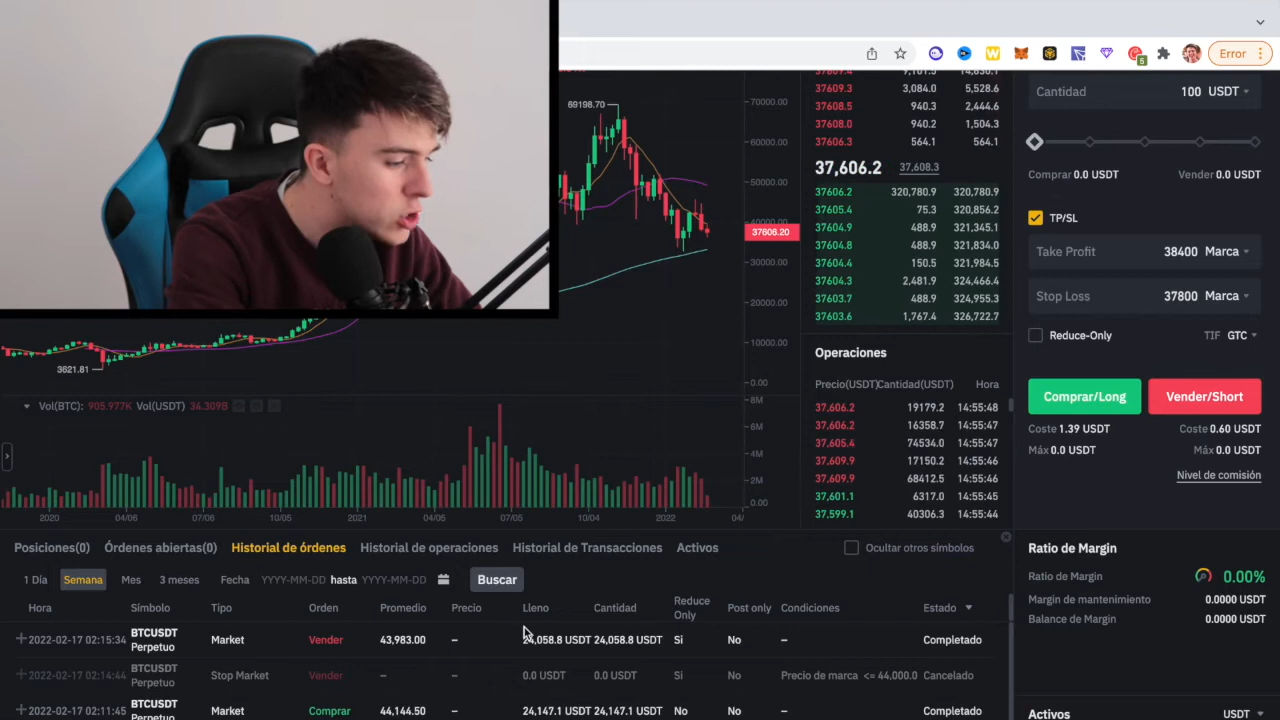 Error
5
37609.4 9,101.5 14,630.1
37609.3 3,084.0 5,528.6
37608.5 940.3 2,444.6
37608.0 940.2 1,504.3
37606.3 564.1 564.1
37,606.2 37,608.3
37606.2 320,780.9 320,780.9
37605.4 75.3 320,856.2
37604.9 488.9 321,345.1
37604.8 488.9 321,834.0
37604.4 150.5 321,984.5
37604.3 2,481.9 324,466.4
37603.7 488.9 324,955.3
37603.6 1,767.4 326,722.7
69198.70
3621.81
70000.00
60000.00
50000.00
40000.00
37606.20
30000.00
20000.00
10000.00
0.00
Vol(BTC): 905.977K Vol(USDT) 34.309B
8M
6M
4M
2M
0.00
2020 04/06 07/06 10/05 2021 04/05 07/05 10/04 2022 04/
Operaciones
Precio(USDT) Cantidad(USDT) Hora
37,606.2 19179.2 14:55:48
37,606.2 16358.7 14:55:47
37,605.4 74534.0 14:55:47
37,609.9 17150.2 14:55:46
37,609.9 68412.5 14:55:46
37,601.1 6317.0 14:55:45
37,599.1 40306.3 14:55:44
Cantidad 100 USDT
Comprar 0.0 USDT Vender 0.0 USDT
TP/SL
Take Profit 38400 Marca
Stop Loss 37800 Marca
Reduce-Only TIF GTC
Comprar/Long Vender/Short
Coste 1.39 USDT Coste 0.60 USDT
Máx 0.0 USDT Máx 0.0 USDT
Nivel de comisión
Posiciones(0) Órdenes abiertas(0) Historial de órdenes Historial de operaciones Historial de Transacciones Activos Ocultar otros símbolos
1 Día Semana Mes 3 meses Fecha YYYY-MM-DD hasta YYYY-MM-DD Buscar
Hora Símbolo Tipo Orden Promedio Precio Lleno Cantidad Reduce Only Post only Condiciones Estado
2022-02-17 02:15:34 BTCUSDT Perpetuo Market Vender 43,983.00 – 24,058.8 USDT 24,058.8 USDT Si No – Completado
2022-02-17 02:14:44 BTCUSDT Perpetuo Stop Market Vender – – 0.0 USDT 0.0 USDT Si No Precio de marca <= 44,000.0 Cancelado
2022-02-17 02:11:45 BTCUSDT Perpetuo Market Comprar 44,144.50 – 24,147.1 USDT 24,147.1 USDT No No – Completado
Ratio de Margin
Ratio de Margin 0.00%
Margin de mantenimiento 0.0000 USDT
Balance de Margin 0.0000 USDT
Activos USDT